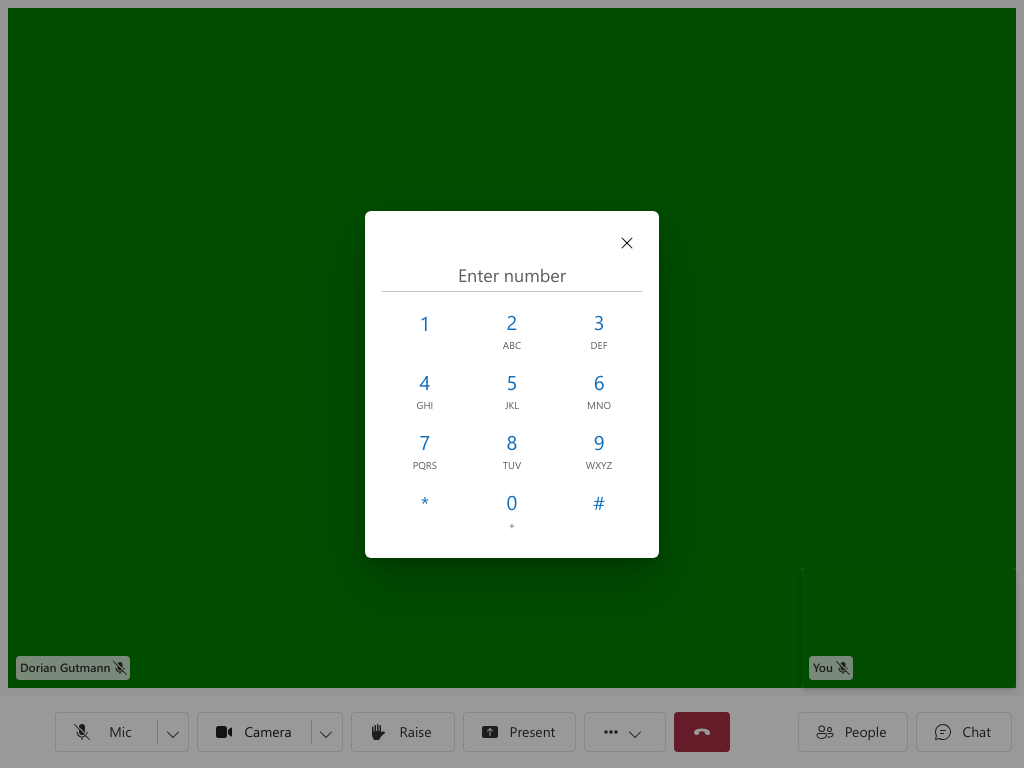 Enter number
1
2
3
ABC
DEF
4
5
6
GHI
JKL
MNO
7
8
9
PQRS
TUV
WXYZ
*
0
#
+
Dorian Gutmann
You
Mic
Camera
Raise
Present
People
Chat